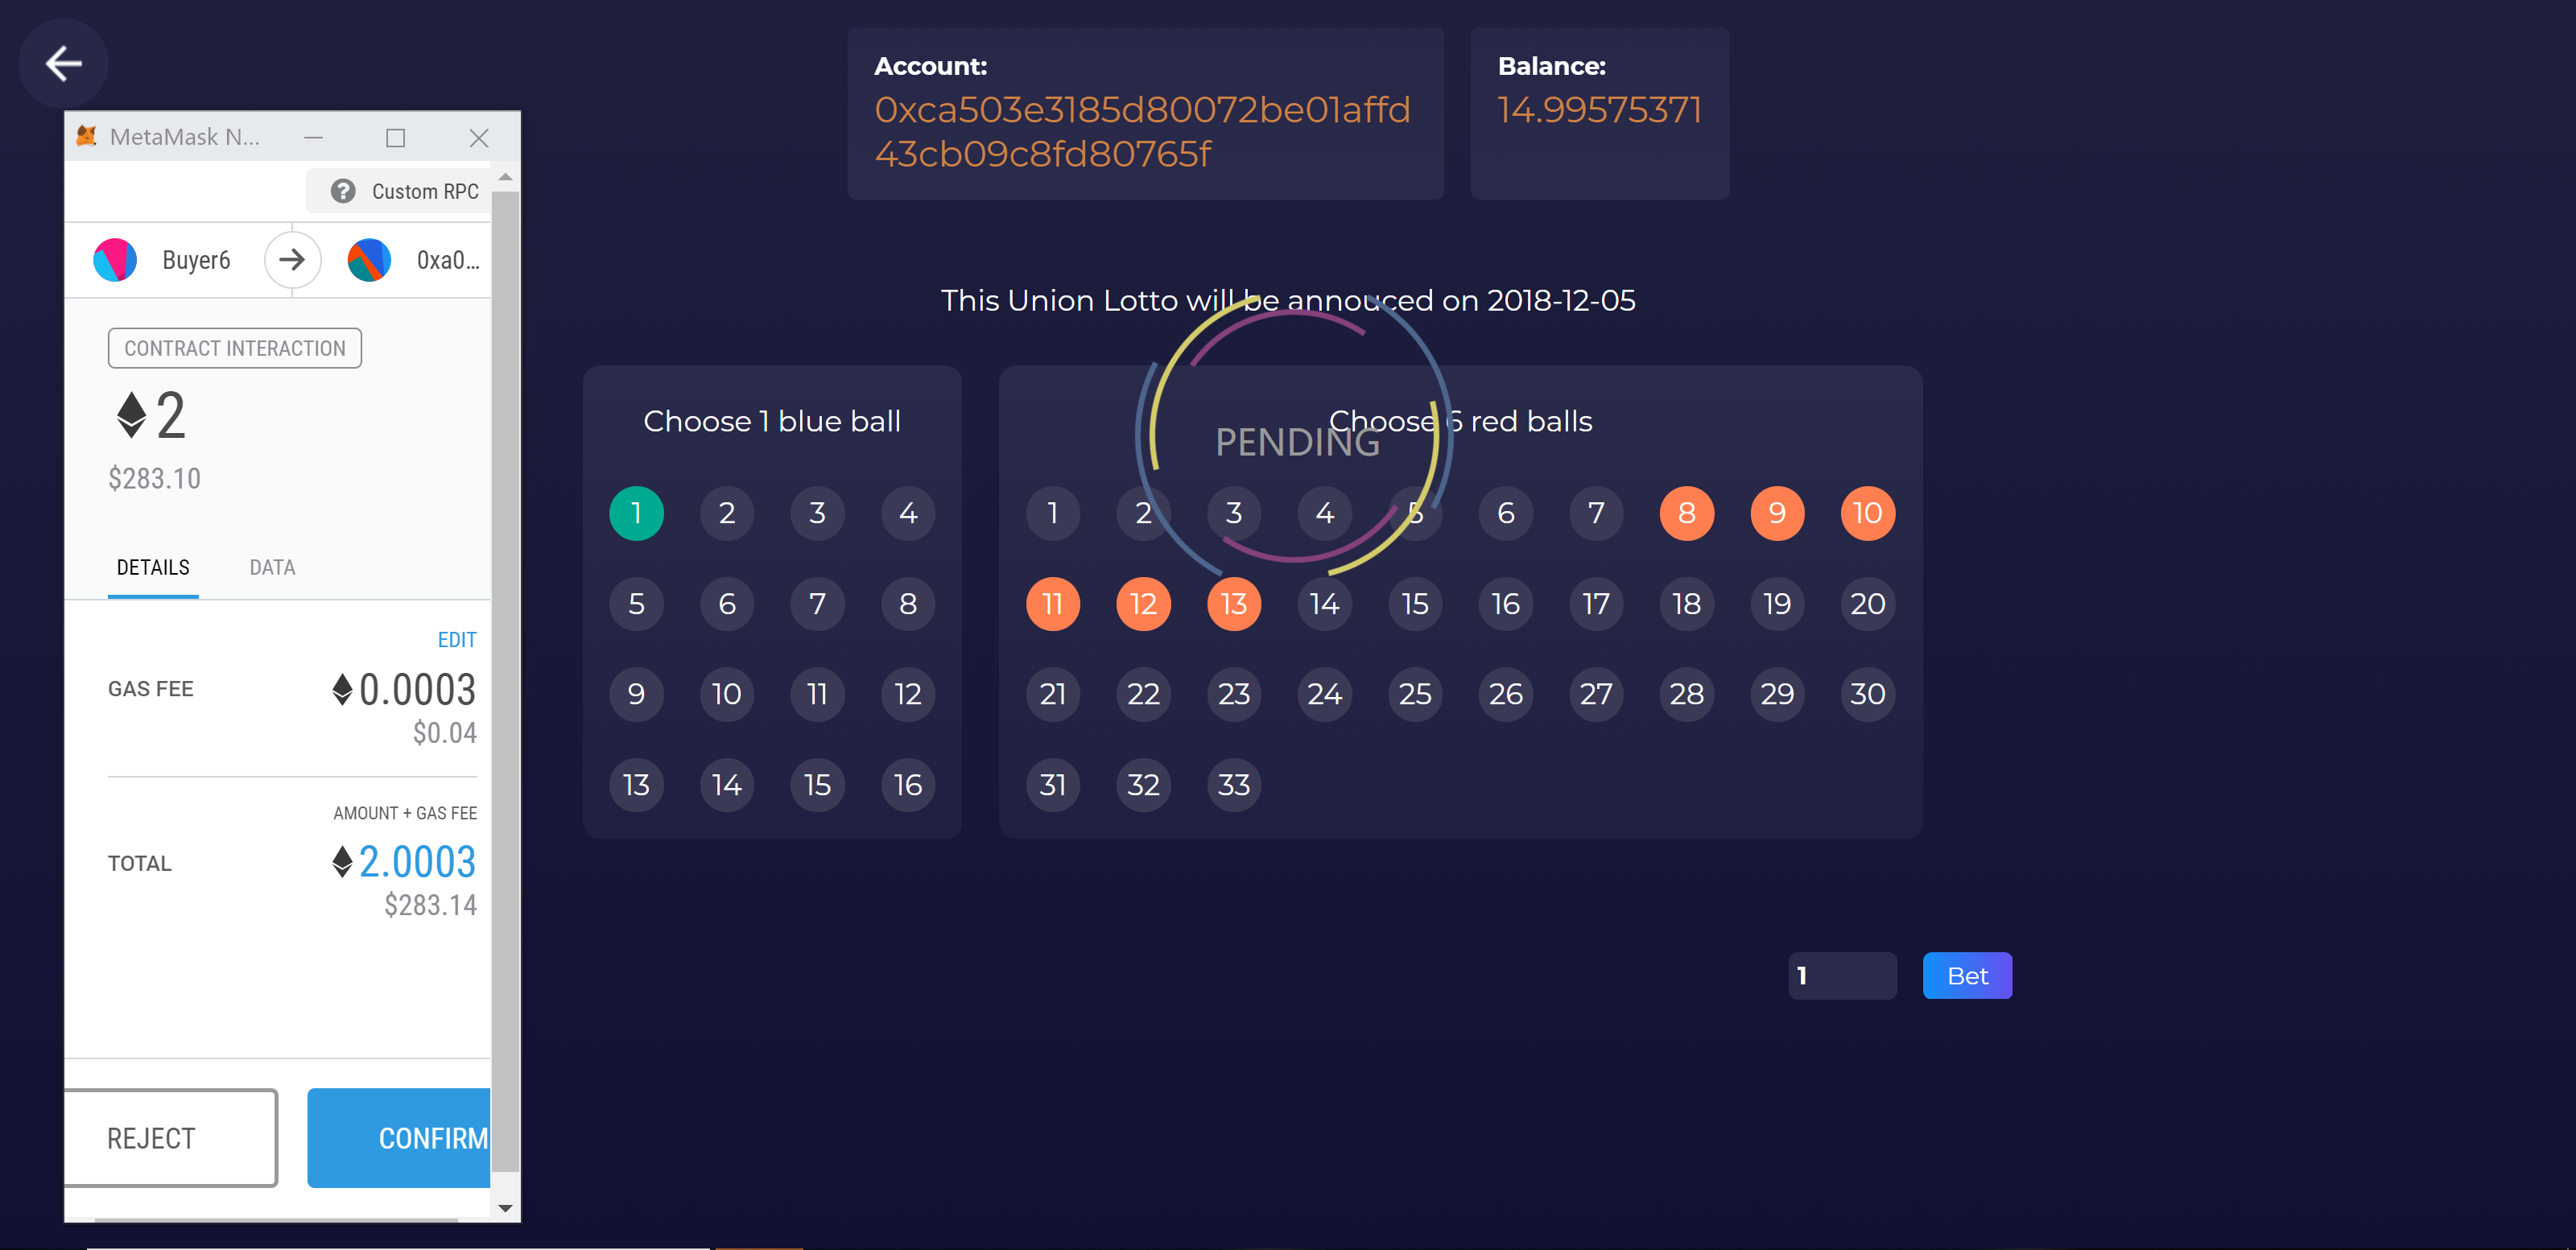 Account:
0xca503e3185d80072be01affd
43cb09c8fd80765f
Balance:
14.99575371
MetaMask N...
Custom RPC
Buyer6
0xa0...
CONTRACT INTERACTION
2
$283.10
DETAILS DATA
EDIT
GAS FEE 0.0003
$0.04
AMOUNT + GAS FEE
TOTAL 2.0003
$283.14
REJECT CONFIRM
This Union Lotto will be annouced on 2018-12-05
PENDING
Choose 1 blue ball
1 2 3 4
5 6 7 8
9 10 11 12
13 14 15 16
Choose 6 red balls
1 2 3 4 5 6 7 8 9 10
11 12 13 14 15 16 17 18 19 20
21 22 23 24 25 26 27 28 29 30
31 32 33
1
Bet